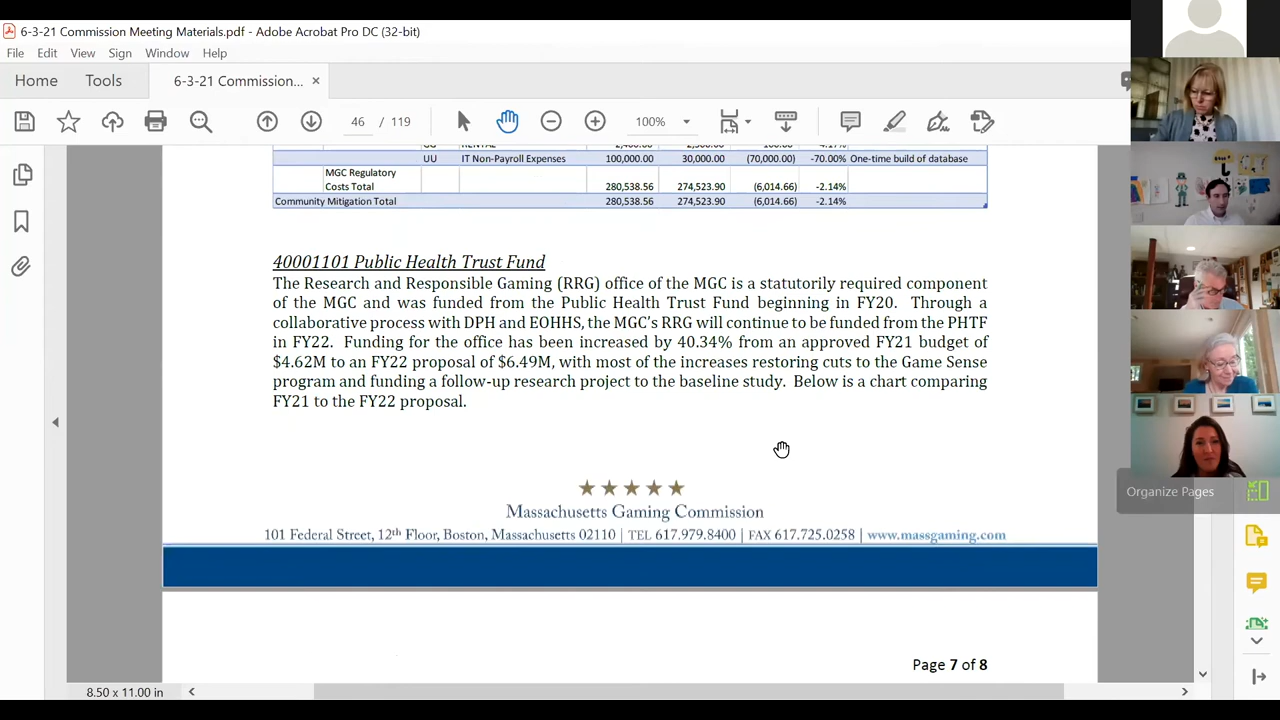 6-3-21 Commission Meeting Materials.pdf - Adobe Acrobat Pro DC (32-bit)
File Edit View Sign Window Help
Home Tools 6-3-21 Commission... ×
46 / 119 100%
UU IT Non-Payroll Expenses 100,000.00 30,000.00 (70,000.00) -70.00% One-time build of database
MGC Regulatory
Costs Total 280,538.56 274,523.90 (6,014.66) -2.14%
Community Mitigation Total 280,538.56 274,523.90 (6,014.66) -2.14%
40001101 Public Health Trust Fund
The Research and Responsible Gaming (RRG) office of the MGC is a statutorily required component
of the MGC and was funded from the Public Health Trust Fund beginning in FY20. Through a
collaborative process with DPH and EOHHS, the MGC's RRG will continue to be funded from the PHTF
in FY22. Funding for the office has been increased by 40.34% from an approved FY21 budget of
$4.62M to an FY22 proposal of $6.49M, with most of the increases restoring cuts to the Game Sense
program and funding a follow-up research project to the baseline study. Below is a chart comparing
FY21 to the FY22 proposal.
Massachusetts Gaming Commission
101 Federal Street, 12th Floor, Boston, Massachusetts 02110 | TEL 617.979.8400 | FAX 617.725.0258 | www.massgaming.com
Organize Pages
Page 7 of 8
8.50 x 11.00 in